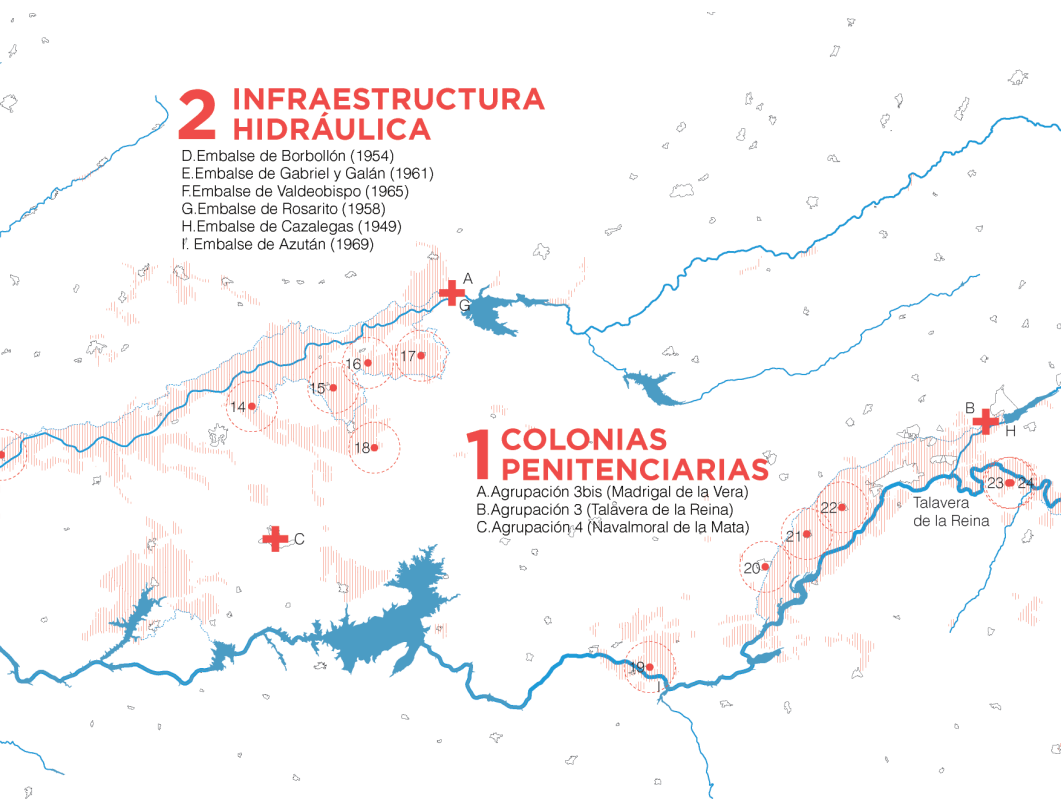 2 INFRAESTRUCTURA
HIDRÁULICA
D.Embalse de Borbollón (1954)
E.Embalse de Gabriel y Galán (1961)
F.Embalse de Valdeobispo (1965)
G.Embalse de Rosarito (1958)
H.Embalse de Cazalegas (1949)
I. Embalse de Azután (1969)
A
G
17
16
15
14
18
B
H
1 COLONIAS
PENITENCIARIAS
A.Agrupación 3bis (Madrigal de la Vera)
B.Agrupación 3 (Talavera de la Reina)
C.Agrupación 4 (Navalmoral de la Mata)
23
24
Talavera
de la Reina
22
21
20
C
19
I